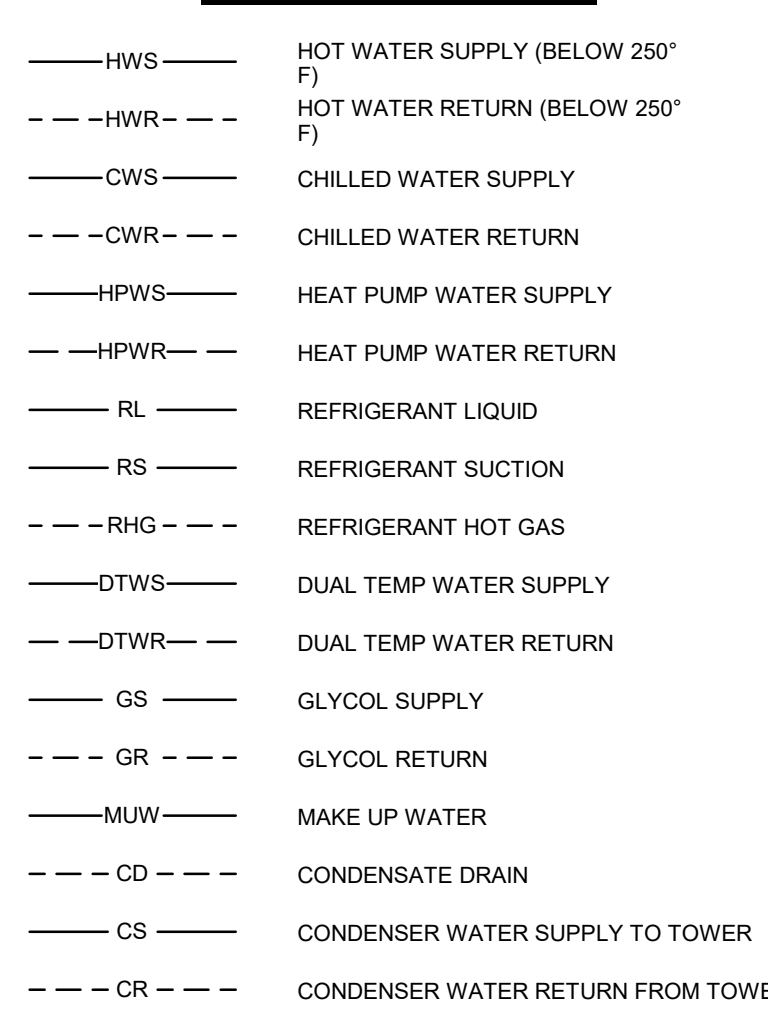 HWS HOT WATER SUPPLY (BELOW 250°
F)
HWR HOT WATER RETURN (BELOW 250°
F)
CWS CHILLED WATER SUPPLY
CWR CHILLED WATER RETURN
HPWS HEAT PUMP WATER SUPPLY
HPWR HEAT PUMP WATER RETURN
RL REFRIGERANT LIQUID
RS REFRIGERANT SUCTION
RHG REFRIGERANT HOT GAS
DTWS DUAL TEMP WATER SUPPLY
DTWR DUAL TEMP WATER RETURN
GS GLYCOL SUPPLY
GR GLYCOL RETURN
MUW MAKE UP WATER
CD CONDENSATE DRAIN
CS CONDENSER WATER SUPPLY TO TOWER
CR CONDENSER WATER RETURN FROM TOWE